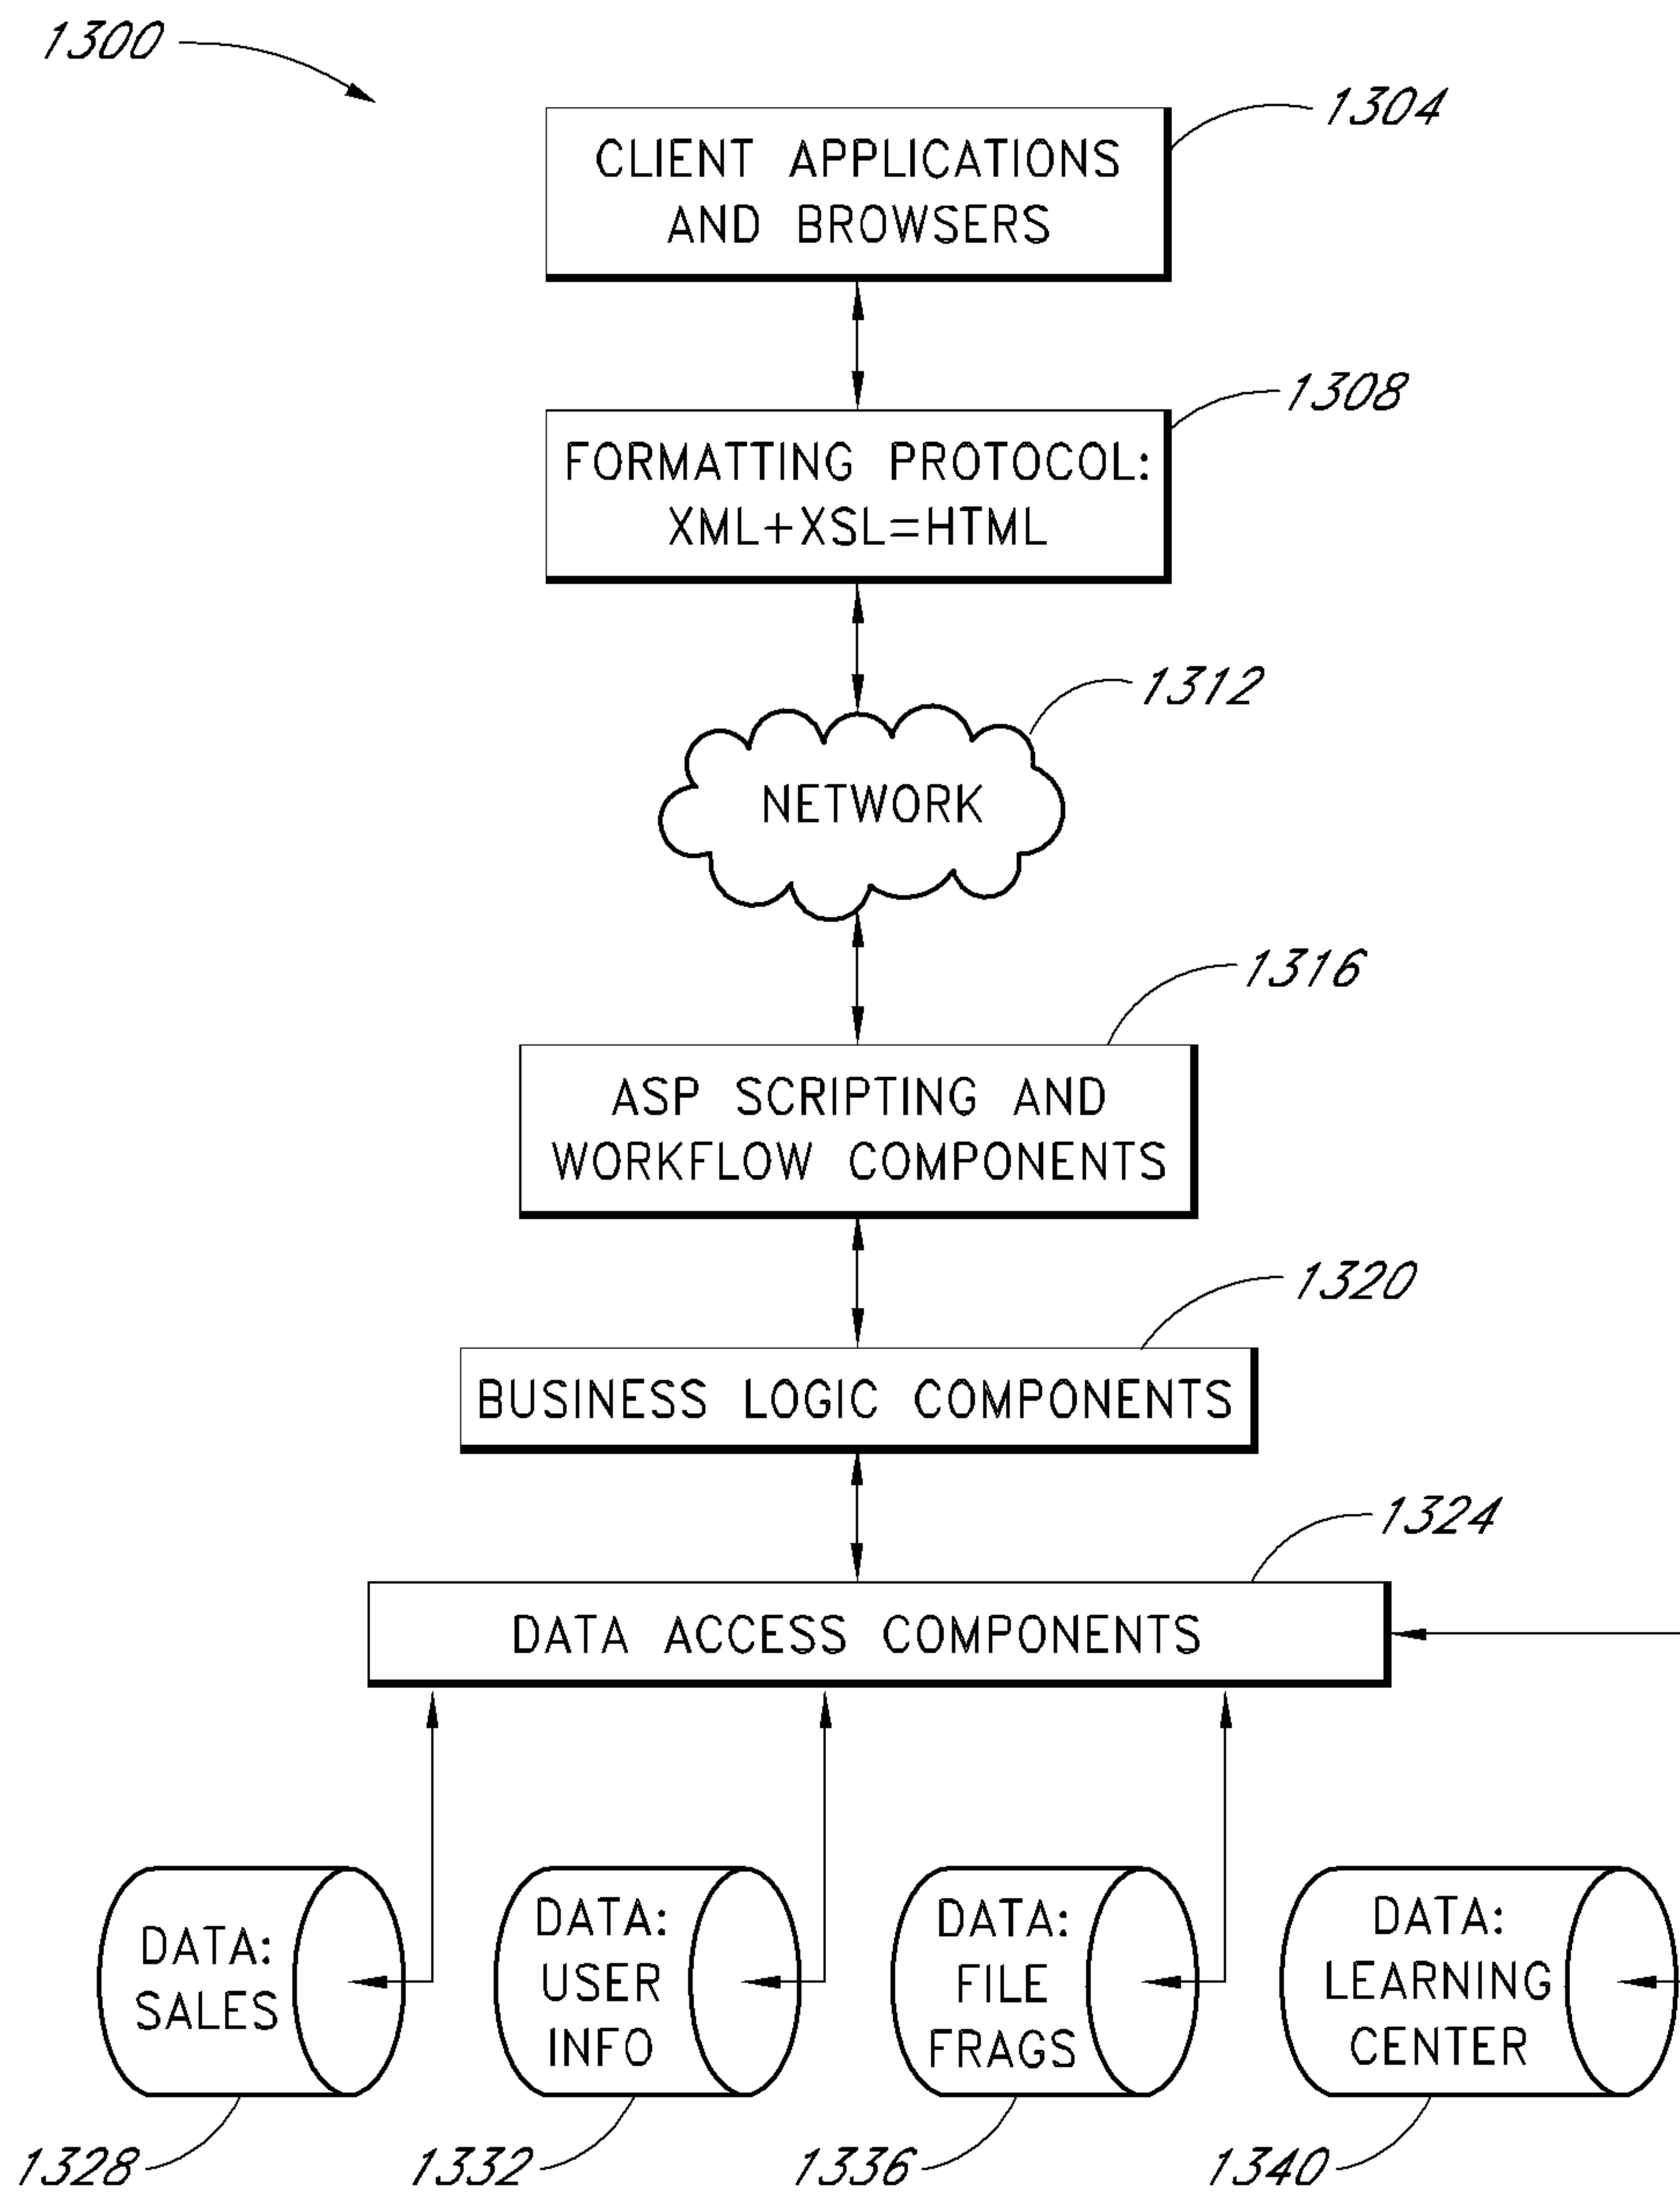 1300
1304
CLIENT APPLICATIONS
AND BROWSERS
1308
FORMATTING PROTOCOL:
XML+XSL=HTML
1312
NETWORK
1316
ASP SCRIPTING AND
WORKFLOW COMPONENTS
1320
BUSINESS LOGIC COMPONENTS
1324
DATA ACCESS COMPONENTS
DATA:
SALES
DATA:
USER
INFO
DATA:
FILE
FRAGS
DATA:
LEARNING
CENTER
1328
1332
1336
1340